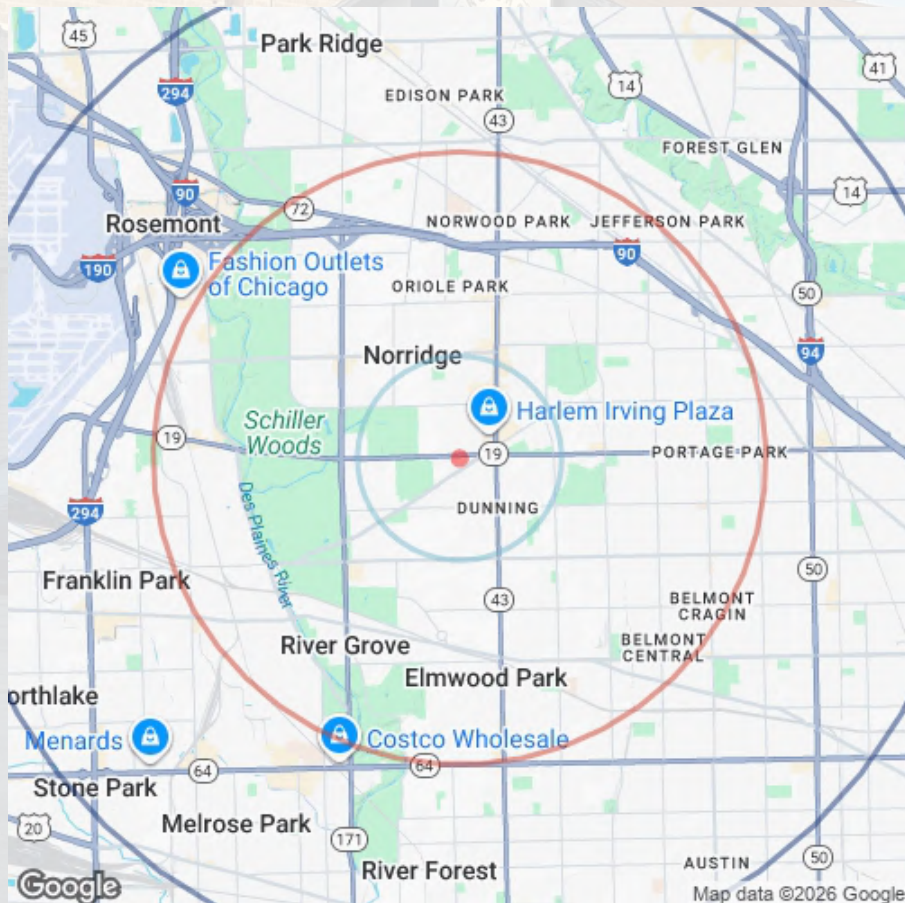 45
Park Ridge
41
294
14
EDISON PARK
43
FOREST GLEN
14
90
72
Rosemont
NORWOOD PARK
JEFFERSON PARK
190
Fashion Outlets
of Chicago
90
ORIOLE PARK
50
Norridge
94
Harlem Irving Plaza
Schiller
Woods
19
19
PORTAGE PARK
294
Des Plaines River
DUNNING
Franklin Park
50
43
BELMONT
CRAGIN
River Grove
BELMONT
CENTRAL
Elmwood Park
orthlake
Menards
Costco Wholesale
64
64
Stone Park
20
Melrose Park
171
River Forest
AUSTIN
50
Google
Map data ©2026 Google